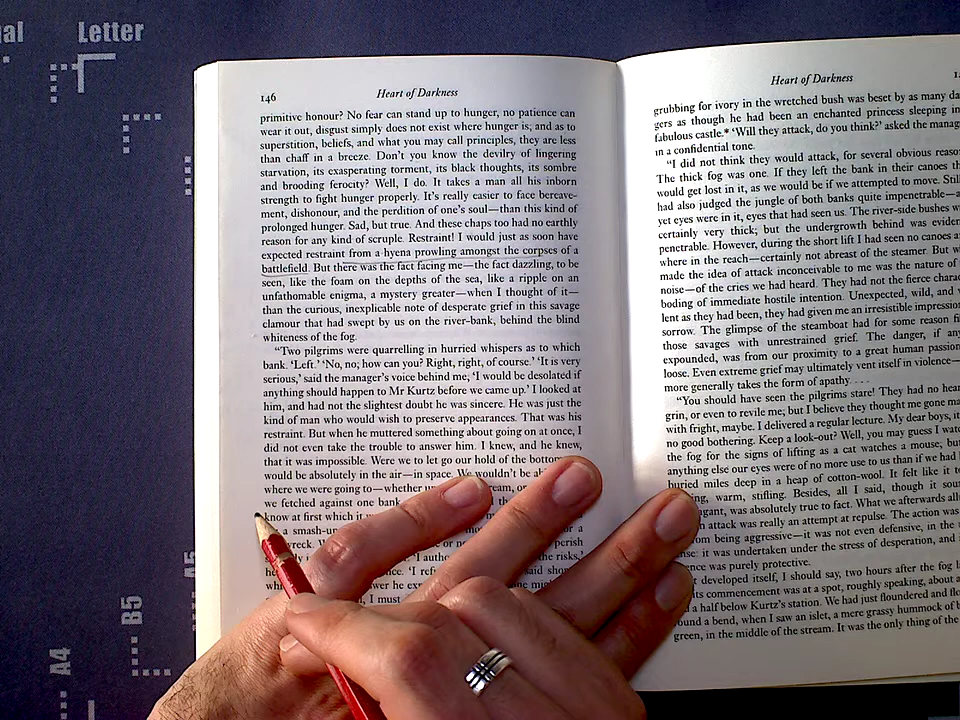 Letter
A5
B5
A4
146
Heart of Darkness
primitive honour? No fear can stand up to hunger, no patience can
wear it out, disgust simply does not exist where hunger is; and as to
superstition, beliefs, and what you may call principles, they are less
than chaff in a breeze. Don't you know the devilry of lingering
starvation, its exasperating torment, its black thoughts, its sombre
and brooding ferocity? Well, I do. It takes a man all his inborn
strength to fight hunger properly. It's really easier to face bereave-
ment, dishonour, and the perdition of one's soul—than this kind of
prolonged hunger. Sad, but true. And these chaps too had no earthly
reason for any kind of scruple. Restraint! I would just as soon have
expected restraint from a hyena prowling amongst the corpses of a
battlefield. But there was the fact facing me—the fact dazzling, to be
seen, like the foam on the depths of the sea, like a ripple on an
unfathomable enigma, a mystery greater—when I thought of it—
than the curious, inexplicable note of desperate grief in this savage
clamour that had swept by us on the river-bank, behind the blind
whiteness of the fog.
“Two pilgrims were quarrelling in hurried whispers as to which
bank. ‘Left.’ ‘No, no; how can you? Right, right, of course.’ ‘It is very
serious,’ said the manager's voice behind me; ‘I would be desolated if
anything should happen to Mr Kurtz before we came up.’ I looked at
him, and had not the slightest doubt he was sincere. He was just the
kind of man who would wish to preserve appearances. That was his
restraint. But when he muttered something about going on at once, I
did not even take the trouble to answer him. I knew, and he knew,
that it was impossible. Were we to let go our hold of the bottom,
would be absolutely in the air—in space. We wouldn't be
where we were going—whether
we fetched against one bank
know at first which it
a smash-up
Heart of Darkness
grubbing for ivory in the wretched bush was beset by as many
gers as though he had been an enchanted princess sleeping in
fabulous castle.* ‘Will they attack, do you think?’ asked the
in a confidential tone.
“I did not think they would attack, for several obvious
The thick fog was one. If they left the bank in their canoes
would get lost in it, as we would be if we attempted to move. Still
had also judged the jungle of both banks quite impenetrable—
yet eyes were in it, eyes that had seen us. The river-side bushes
certainly very thick; but the undergrowth behind was
penetrable. However, during the short lift I had seen no canoes
where in the reach—certainly not abreast of the steamer. But
made the idea of attack inconceivable to me was the nature of
noise—of the cries we had heard. They had not the fierce
boding of immediate hostile intention. Unexpected, wild, and
lent as they had been, they had given me an irresistible
sorrow. The glimpse of the steamboat had for some reason
those savages with unrestrained grief. The danger, if any
expounded, was from our proximity to a great human passion
loose. Even extreme grief may ultimately vent itself in violence—
more generally takes the form of apathy. . . .
“You should have seen the pilgrims stare! They had no
grin, or even to revile me; but I believe they thought me gone
with fright, maybe. I delivered a regular lecture. My dear boys,
no good bothering. Keep a look-out? Well, you may guess I
the fog for the signs of lifting as a cat watches a mouse; but
anything else our eyes were of no more use to us than if we had
buried miles deep in a heap of cotton-wool. It felt like it
warm, stifling. Besides, all I said, though it
was absolutely true to fact. What we afterwards
attack was really an attempt at repulse. The action was
from being aggressive—it was not even defensive, in the
it was undertaken under the stress of desperation, and
was purely protective.
developed itself, I should say, two hours after the fog
its commencement was at a spot, roughly speaking, about
a half below Kurtz's station. We had just floundered and
round a bend, when I saw an islet, a mere grassy hummock of
green, in the middle of the stream. It was the only thing of the